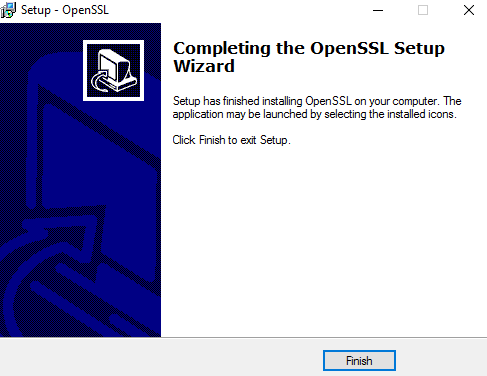 Setup - OpenSSL
Completing the OpenSSL Setup
Wizard
Setup has finished installing OpenSSL on your computer. The
application may be launched by selecting the installed icons.
Click Finish to exit Setup.
Finish